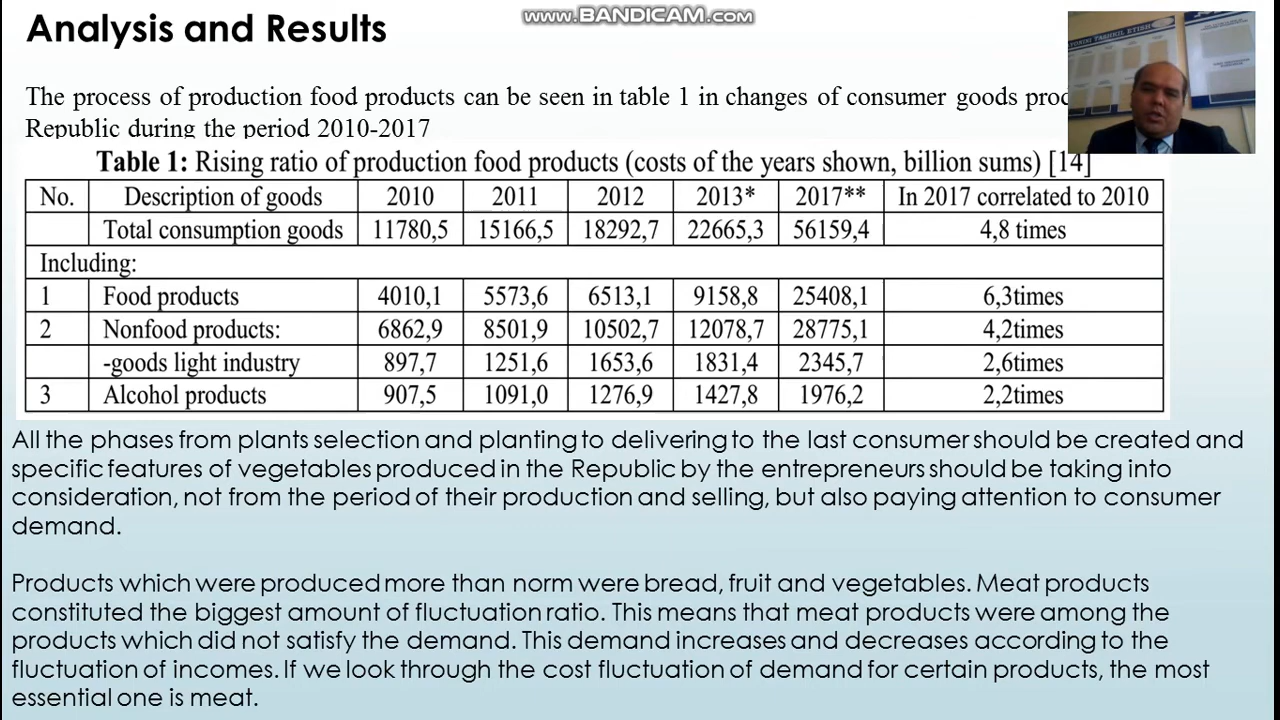 www.BANDICAM.com
Analysis and Results
TASHKIL ETISH
The process of production food products can be seen in table 1 in changes of consumer goods
Republic during the period 2010-2017
Table 1: Rising ratio of production food products (costs of the years shown, billion sums) [14]
No. Description of goods 2010 2011 2012 2013* 2017** In 2017 correlated to 2010
Total consumption goods 11780,5 15166,5 18292,7 22665,3 56159,4 4,8 times
Including:
1 Food products 4010,1 5573,6 6513,1 9158,8 25408,1 6,3times
2 Nonfood products: 6862,9 8501,9 10502,7 12078,7 28775,1 4,2times
-goods light industry 897,7 1251,6 1653,6 1831,4 2345,7 2,6times
3 Alcohol products 907,5 1091,0 1276,9 1427,8 1976,2 2,2times
All the phases from plants selection and planting to delivering to the last consumer should be created and
specific features of vegetables produced in the Republic by the entrepreneurs should be taking into
consideration, not from the period of their production and selling, but also paying attention to consumer
demand.
Products which were produced more than norm were bread, fruit and vegetables. Meat products
constituted the biggest amount of fluctuation ratio. This means that meat products were among the
products which did not satisfy the demand. This demand increases and decreases according to the
fluctuation of incomes. If we look through the cost fluctuation of demand for certain products, the most
essential one is meat.